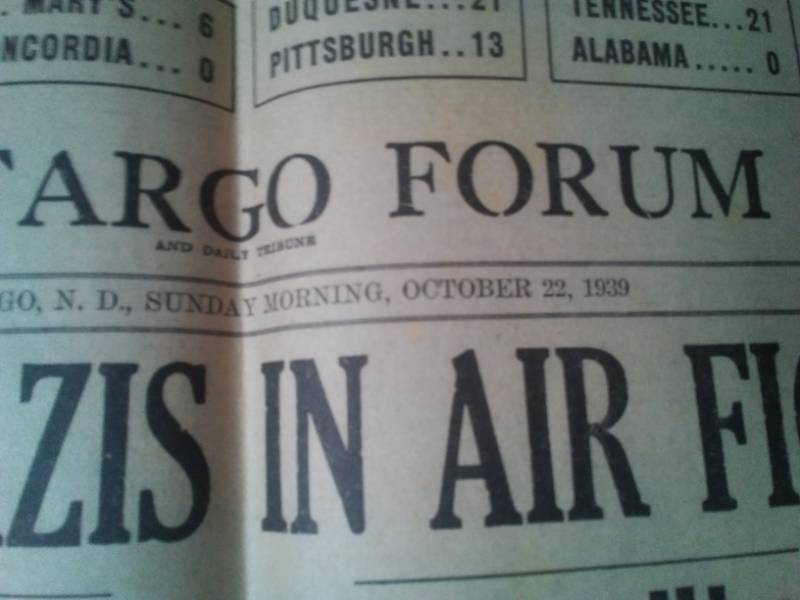 MARY'S... 6
DUQUESNE...21
TENNESSEE...21
NCORDIA... 0
PITTSBURGH..13
ALABAMA..... 0
ARGO FORUM
AND DAILY TRIBUNE
GO, N. D., SUNDAY MORNING, OCTOBER 22, 1939
ZIS IN AIR FI